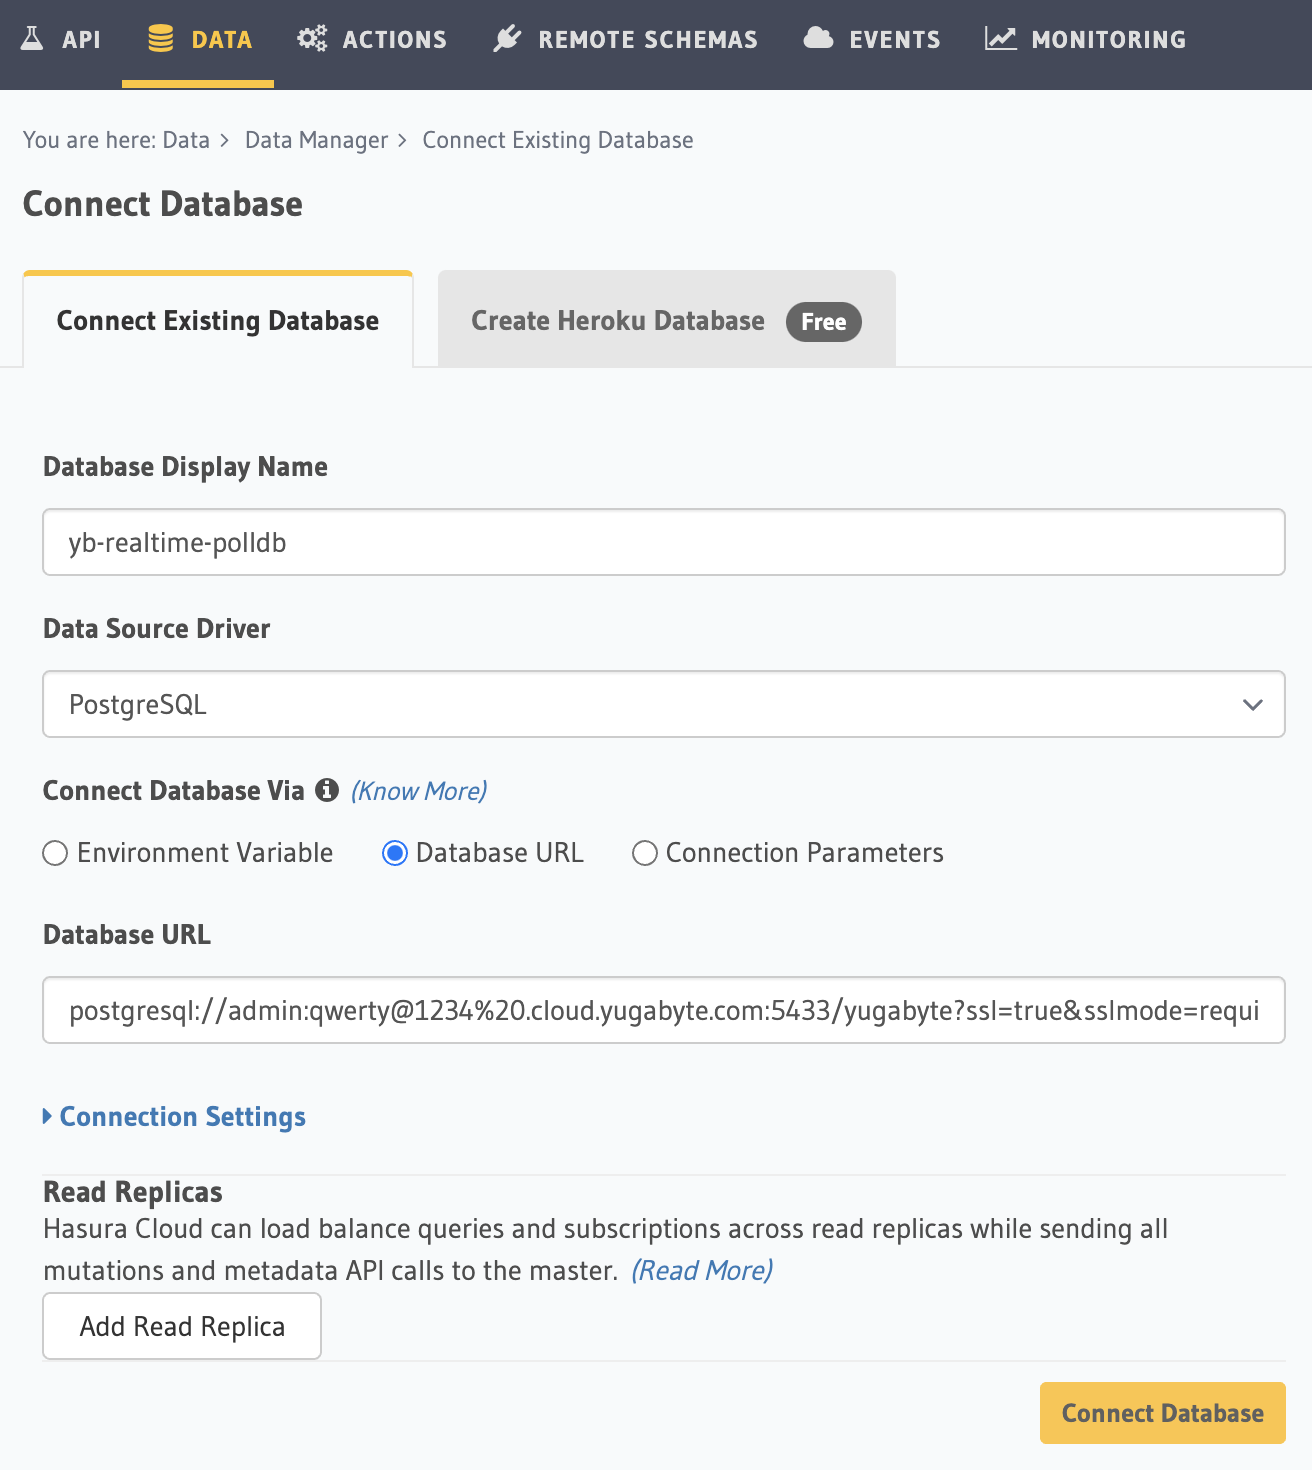 API DATA ACTIONS REMOTE SCHEMAS EVENTS MONITORING
You are here: Data > Data Manager > Connect Existing Database
Connect Database
Connect Existing Database
Create Heroku Database Free
Database Display Name
yb-realtime-polldb
Data Source Driver
PostgreSQL
Connect Database Via (Know More)
Environment Variable Database URL Connection Parameters
Database URL
postgresql://admin:qwerty@1234%20.cloud.yugabyte.com:5433/yugabyte?ssl=true&sslmode=requi
Connection Settings
Read Replicas
Hasura Cloud can load balance queries and subscriptions across read replicas while sending all
mutations and metadata API calls to the master. (Read More)
Add Read Replica
Connect Database